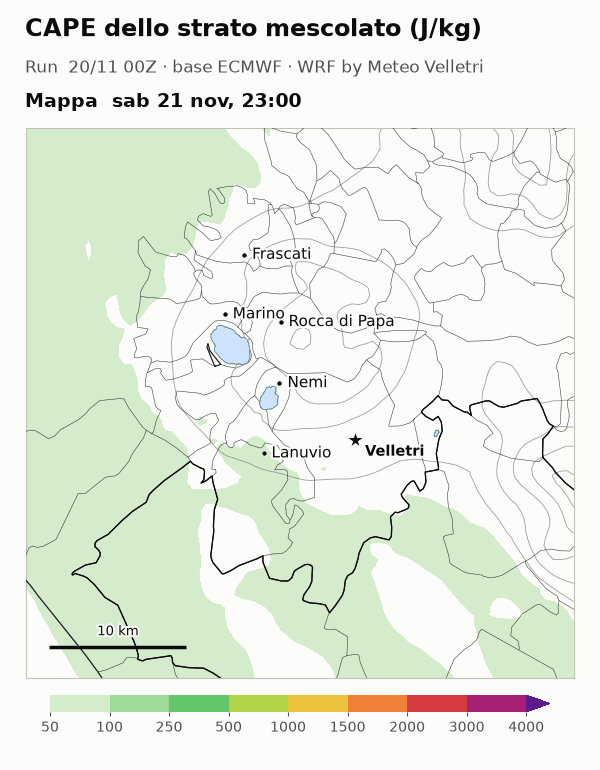 CAPE dello strato mescolato (J/kg)
Run  20/11 00Z · base ECMWF · WRF by Meteo Velletri
Mappa  sab 21 nov, 23:00
Frascati
Marino
Rocca di Papa
Nemi
Velletri
Lanuvio
10 km
50 100 250 500 1000 1500 2000 3000 4000